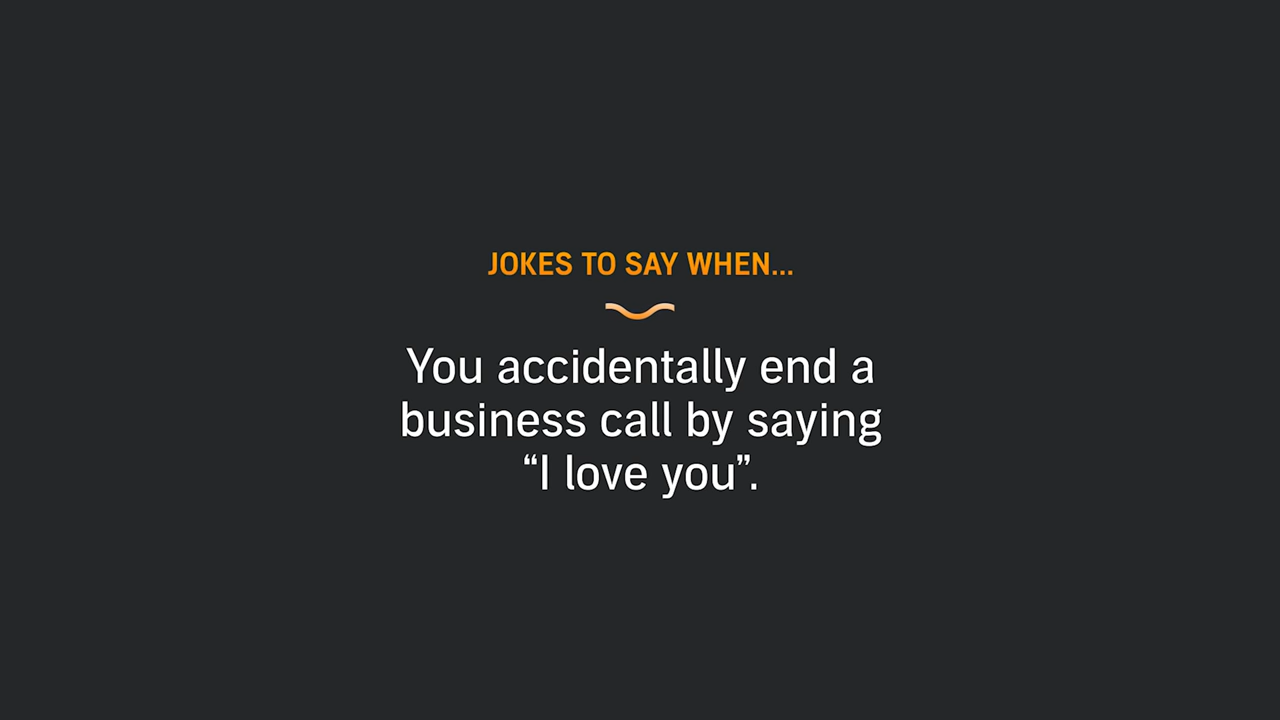 JOKES TO SAY WHEN...
You accidentally end a
business call by saying
“I love you”.